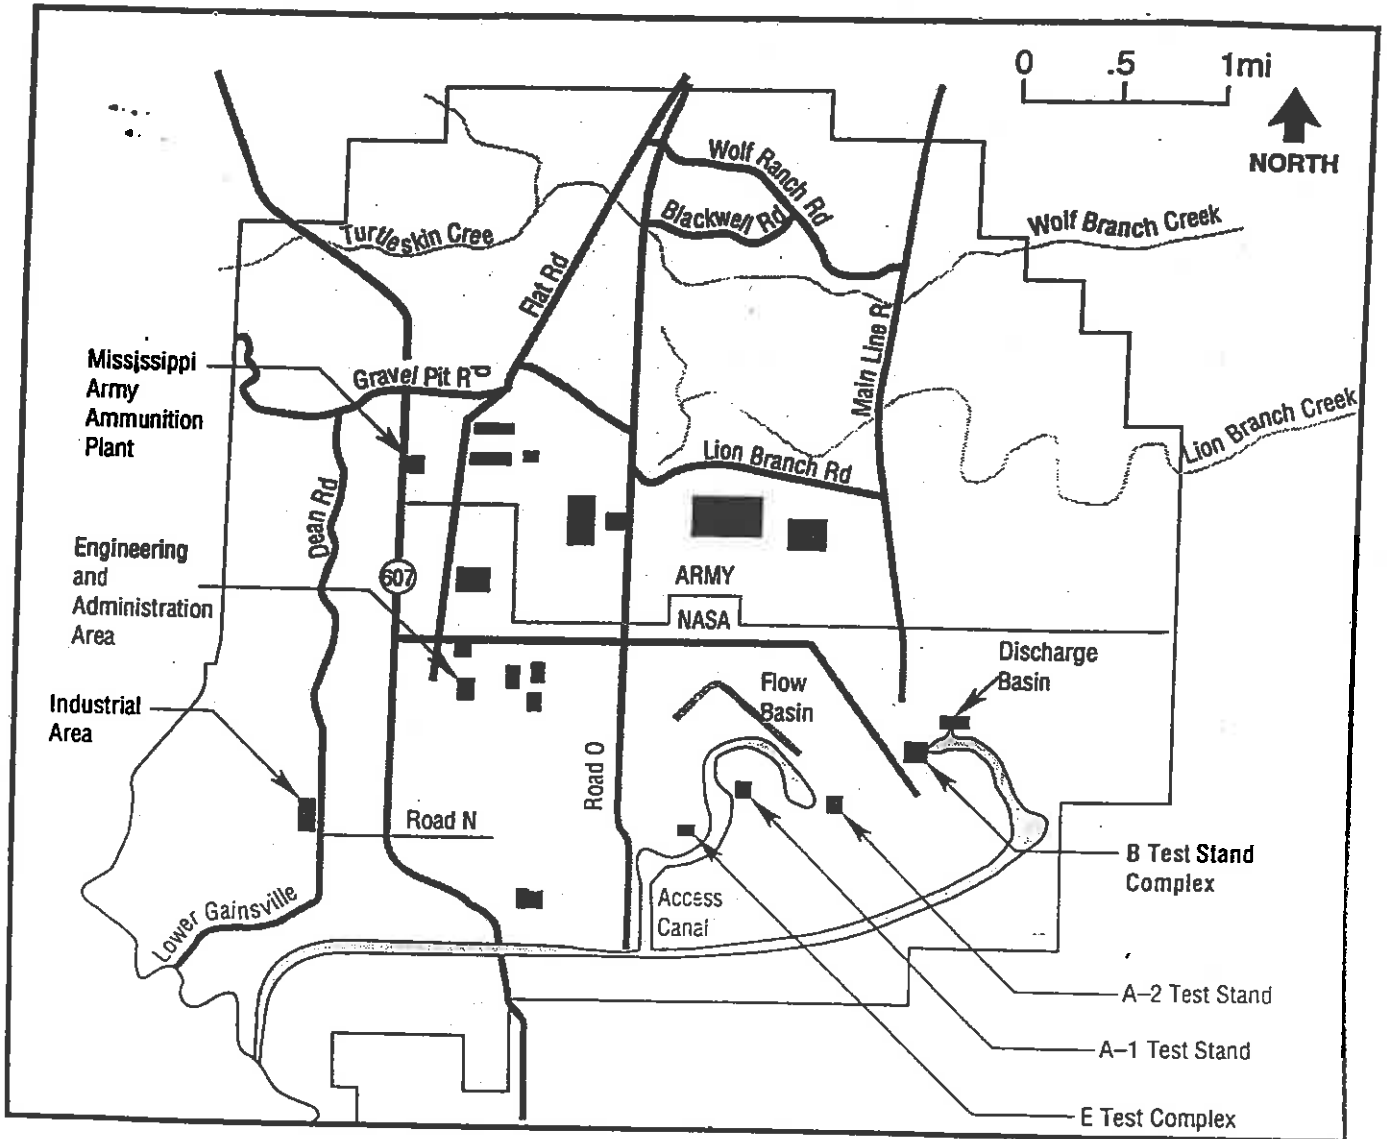 0 .5 1mi
NORTH
Wolf Ranch Rd
Blackwell Rd
Wolf Branch Creek
Turtleskin Cree
Flat Rd
Main Line R
Mississippi
Army
Ammunition
Plant
Gravel Pit Rd
Lion Branch Creek
Lion Branch Rd
Dean Rd
Engineering
and
Administration
Area
607
ARMY
NASA
Discharge
Basin
Flow
Basin
Industrial
Area
Road O
Road N
B Test Stand
Complex
Access
Canal
Lower Gainsville
A–2 Test Stand
A–1 Test Stand
E Test Complex